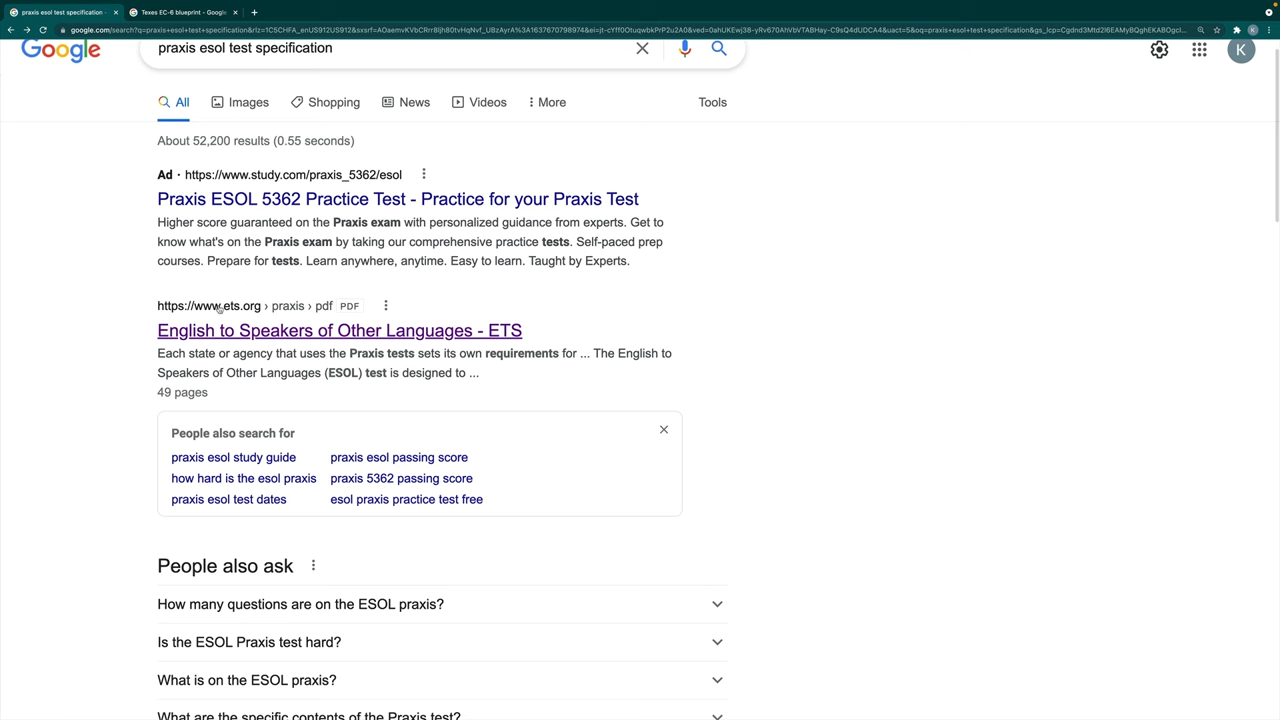 praxis esol test specification -
Texes EC-6 blueprint - Google
Google
praxis esol test specification
K
All
Images
Shopping
News
Videos
More
Tools
About 52,200 results (0.55 seconds)
Ad · https://www.study.com/praxis_5362/esol
Praxis ESOL 5362 Practice Test - Practice for your Praxis Test
Higher score guaranteed on the Praxis exam with personalized guidance from experts. Get to
know what's on the Praxis exam by taking our comprehensive practice tests. Self-paced prep
courses. Prepare for tests. Learn anywhere, anytime. Easy to learn. Taught by Experts.
https://www.ets.org › praxis › pdf PDF
English to Speakers of Other Languages - ETS
Each state or agency that uses the Praxis tests sets its own requirements for ... The English to
Speakers of Other Languages (ESOL) test is designed to ...
49 pages
People also search for
praxis esol study guide
praxis esol passing score
how hard is the esol praxis
praxis 5362 passing score
praxis esol test dates
esol praxis practice test free
People also ask
How many questions are on the ESOL praxis?
Is the ESOL Praxis test hard?
What is on the ESOL praxis?
What are the specific contents of the Praxis test?